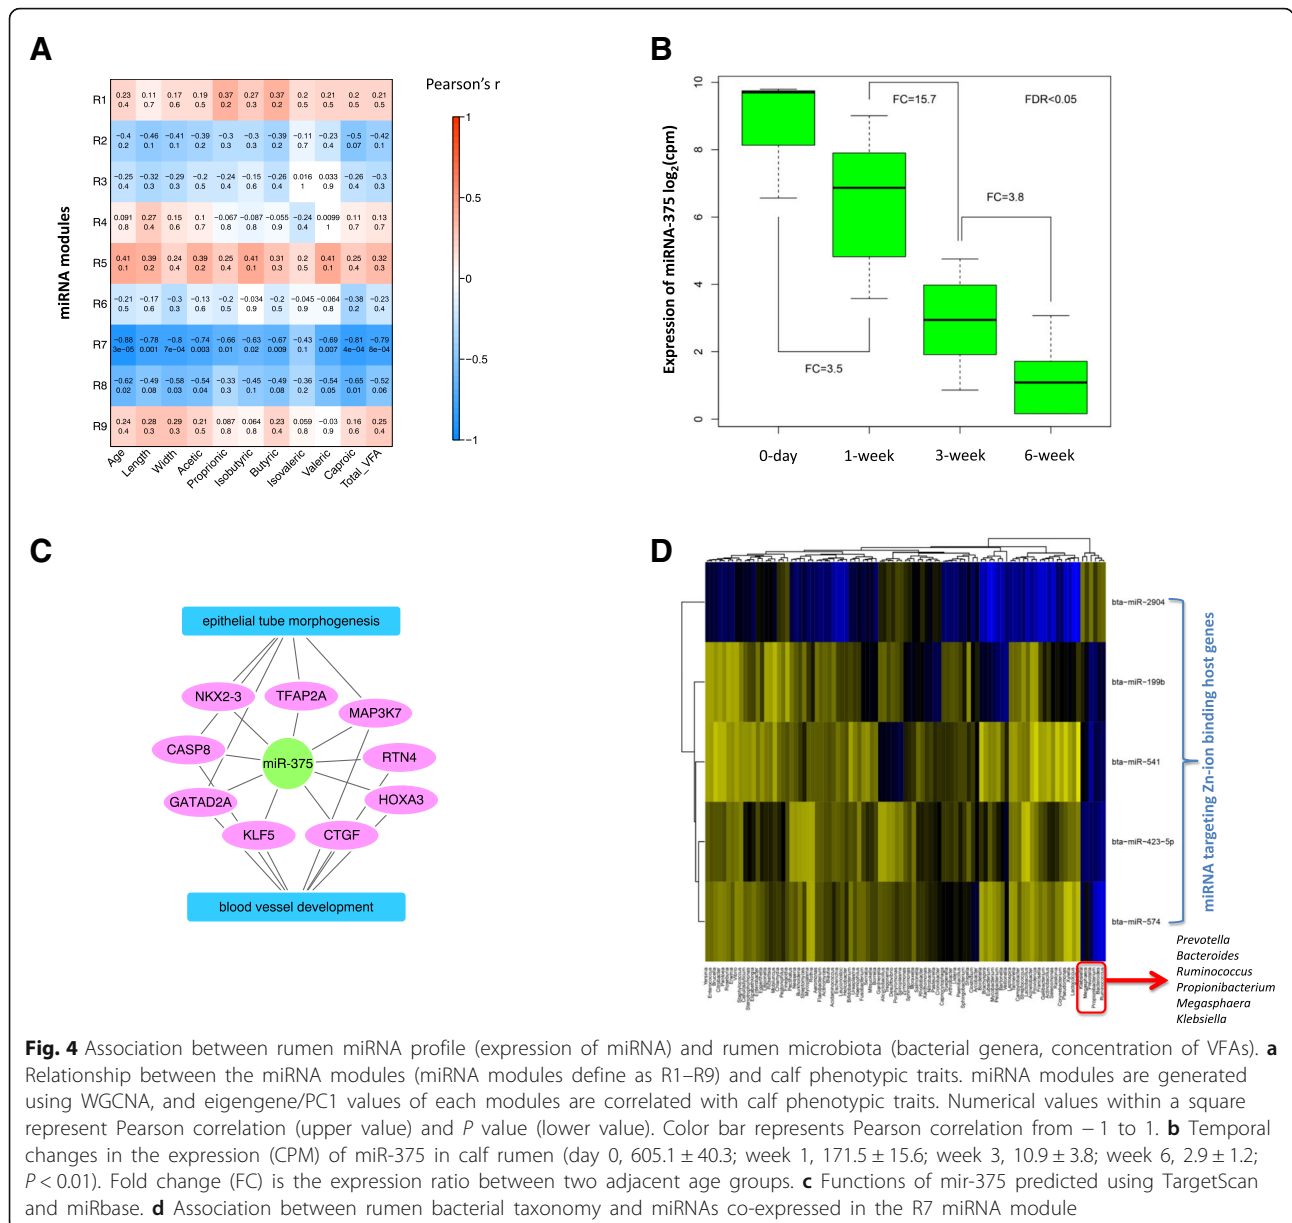 A
Pearson's r
miRNA modules
R1 0.23 0.11 0.17 0.19 0.37 0.27 0.37 0.2 0.21 0.2 0.21
0.4 0.7 0.6 0.5 0.2 0.3 0.2 0.5 0.5 0.5 0.5
R2 −0.4 −0.46 −0.41 −0.39 −0.3 −0.3 −0.39 −0.11 −0.23 −0.5 −0.42
0.2 0.1 0.1 0.2 0.3 0.3 0.2 0.7 0.4 0.07 0.1
R3 −0.25 −0.32 −0.29 −0.2 −0.24 −0.15 −0.26 0.016 0.033 −0.26 −0.3
0.4 0.3 0.3 0.5 0.4 0.6 0.4 1 0.9 0.4 0.3
R4 0.091 0.27 0.15 0.1 −0.067 −0.087 −0.055 −0.24 0.0099 0.11 0.13
0.8 0.4 0.6 0.7 0.8 0.8 0.9 0.4 1 0.7 0.7
R5 0.41 0.39 0.24 0.39 0.25 0.41 0.31 0.2 0.41 0.25 0.32
0.1 0.2 0.4 0.2 0.4 0.1 0.3 0.5 0.1 0.4 0.3
R6 −0.21 −0.17 −0.3 −0.13 −0.2 −0.034 −0.2 −0.045 −0.064 −0.38 −0.23
0.5 0.6 0.3 0.6 0.5 0.9 0.5 0.9 0.8 0.2 0.4
R7 −0.88 −0.78 −0.8 −0.74 −0.66 −0.63 −0.67 −0.43 −0.69 −0.81 −0.79
3e−05 0.001 7e−04 0.003 0.01 0.02 0.009 0.1 0.007 4e−04 8e−04
R8 −0.62 −0.49 −0.58 −0.54 −0.33 −0.45 −0.49 −0.36 −0.54 −0.65 −0.52
0.02 0.08 0.03 0.04 0.3 0.1 0.08 0.2 0.05 0.01 0.06
R9 0.24 0.28 0.29 0.21 0.087 0.064 0.23 0.059 −0.03 0.16 0.25
0.4 0.3 0.3 0.5 0.8 0.8 0.4 0.8 0.9 0.6 0.4
Age Length Width Acetic Proprionic Isobutyric Butyric Isovaleric Valeric Caproic Total_VFA
1
0.5
0
−0.5
−1
B
Expression of miRNA-375 log2(cpm)
10
8
6
4
2
0
FC=15.7
FDR<0.05
FC=3.8
FC=3.5
0-day 1-week 3-week 6-week
C
epithelial tube morphogenesis
NKX2-3
TFAP2A
MAP3K7
CASP8
miR-375
RTN4
GATAD2A
HOXA3
KLF5
CTGF
blood vessel development
D
bta−miR−2904
bta−miR−199b
bta−miR−541
bta−miR−423−5p
bta−miR−574
miRNA targeting Zn-ion binding host genes
Prevotella
Bacteroides
Ruminococcus
Propionibacterium
Megasphaera
Klebsiella
Fig. 4 Association between rumen miRNA profile (expression of miRNA) and rumen microbiota (bacterial genera, concentration of VFAs). a
Relationship between the miRNA modules (miRNA modules define as R1–R9) and calf phenotypic traits. miRNA modules are generated
using WGCNA, and eigengene/PC1 values of each modules are correlated with calf phenotypic traits. Numerical values within a square
represent Pearson correlation (upper value) and P value (lower value). Color bar represents Pearson correlation from − 1 to 1. b Temporal
changes in the expression (CPM) of miR-375 in calf rumen (day 0, 605.1 ± 40.3; week 1, 171.5 ± 15.6; week 3, 10.9 ± 3.8; week 6, 2.9 ± 1.2;
P < 0.01). Fold change (FC) is the expression ratio between two adjacent age groups. c Functions of mir-375 predicted using TargetScan
and miRbase. d Association between rumen bacterial taxonomy and miRNAs co-expressed in the R7 miRNA module